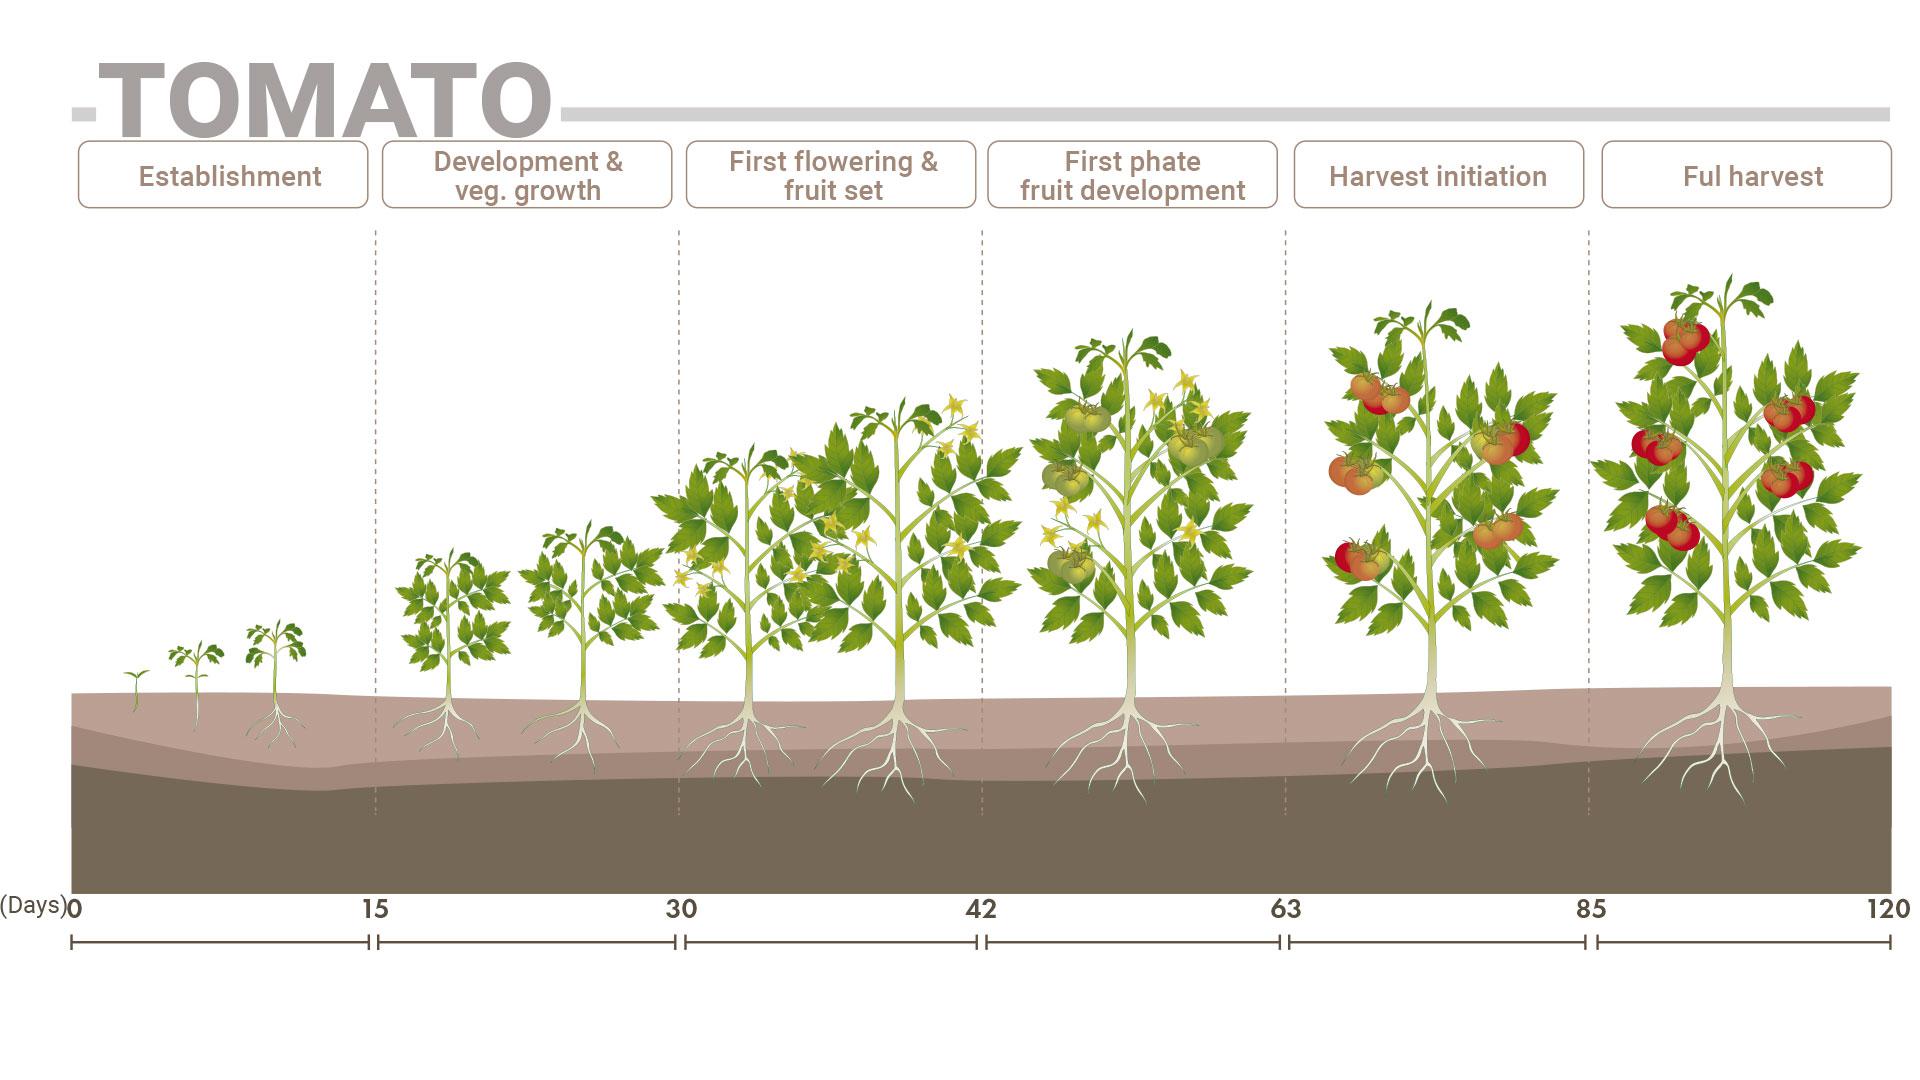 TOMATO
Establishment
Development &
veg. growth
First flowering &
fruit set
First phate
fruit development
Harvest initiation
Ful harvest
(Days)0 15 30 42 63 85 120